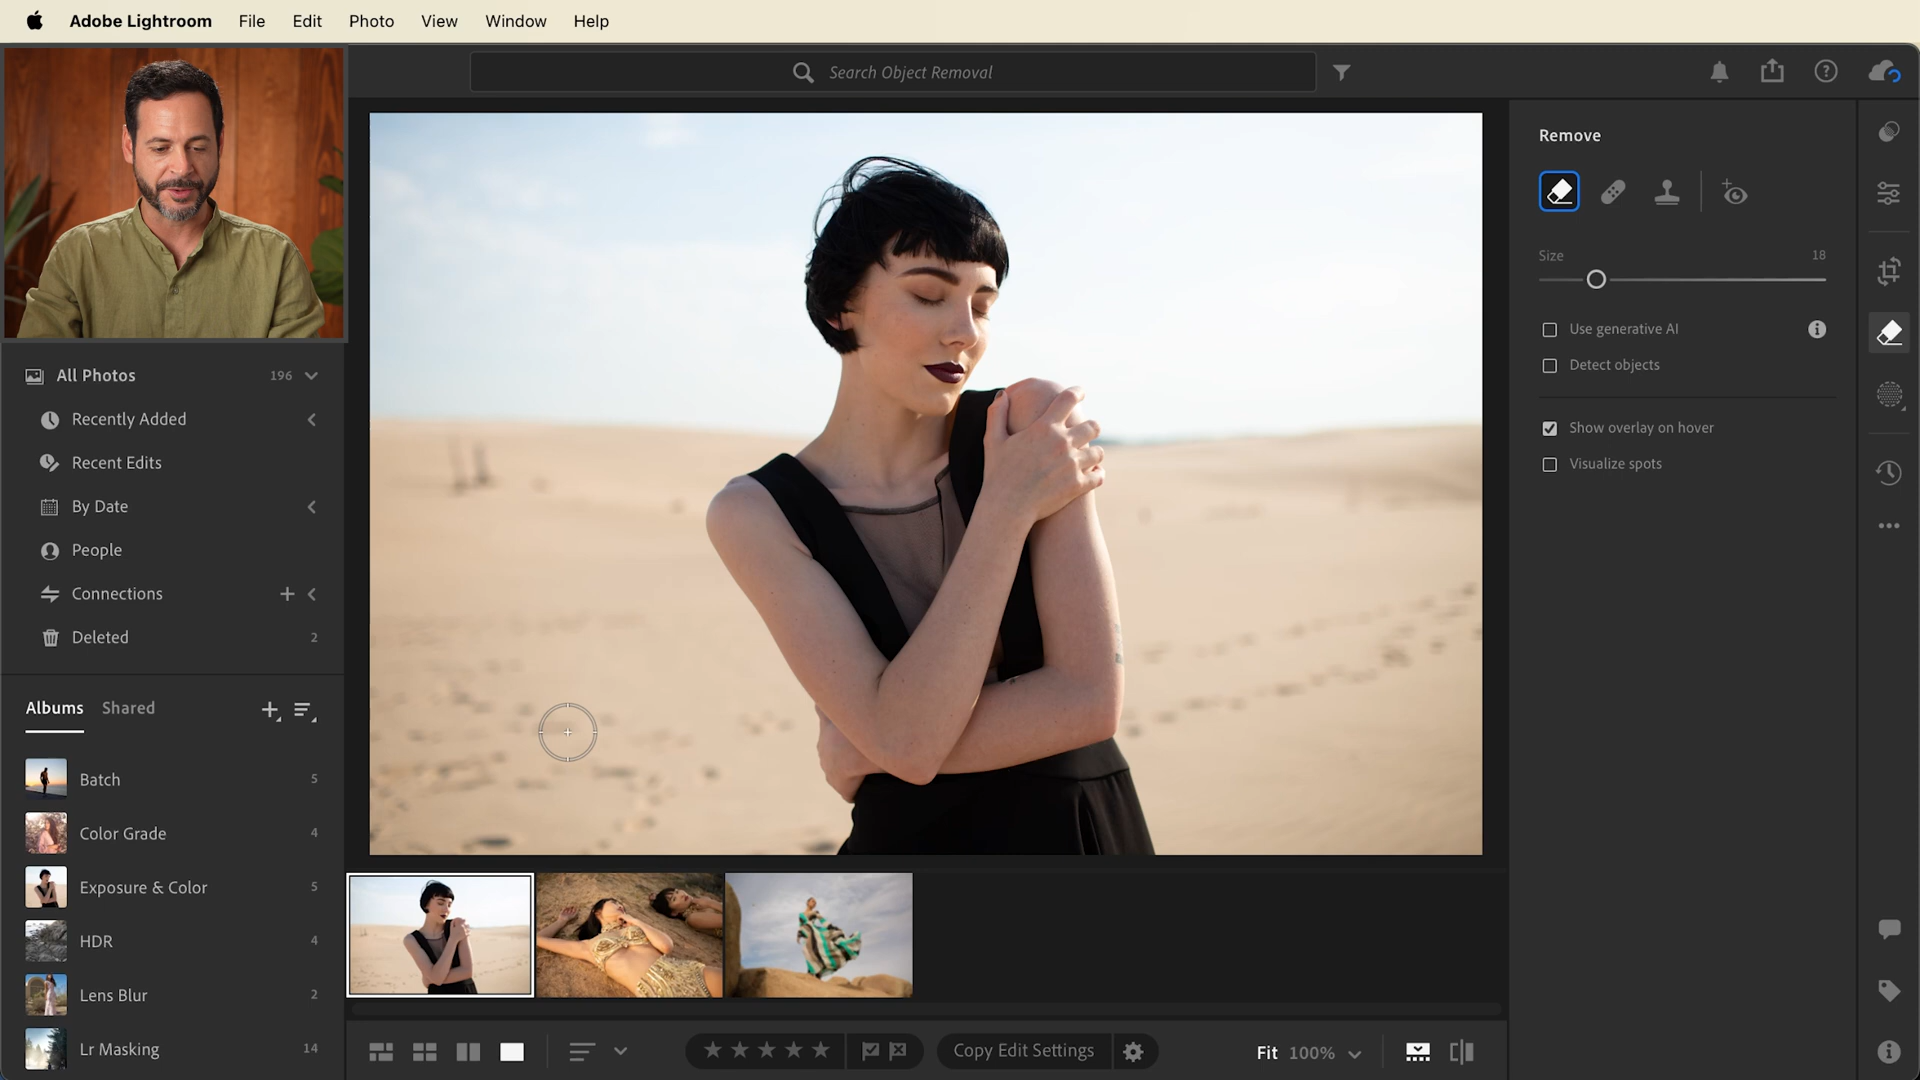 Adobe Lightroom File Edit Photo View Window Help
Search Object Removal
Remove
Size 18
Use generative AI
Detect objects
Show overlay on hover
Visualize spots
All Photos 196
Recently Added
Recent Edits
By Date
People
Connections
Deleted 2
Albums Shared
Batch 5
Color Grade 4
Exposure & Color 5
HDR 4
Lens Blur 2
Lr Masking 14
Copy Edit Settings
Fit 100%